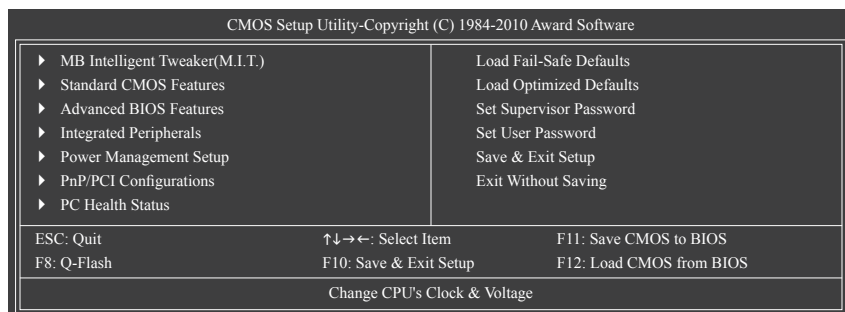 CMOS Setup Utility-Copyright (C) 1984-2010 Award Software
MB Intelligent Tweaker(M.I.T.)
Standard CMOS Features
Advanced BIOS Features
Integrated Peripherals
Power Management Setup
PnP/PCI Configurations
PC Health Status
Load Fail-Safe Defaults
Load Optimized Defaults
Set Supervisor Password
Set User Password
Save & Exit Setup
Exit Without Saving
ESC: Quit
↑↓→←: Select Item
F11: Save CMOS to BIOS
F8: Q-Flash
F10: Save & Exit Setup
F12: Load CMOS from BIOS
Change CPU's Clock & Voltage